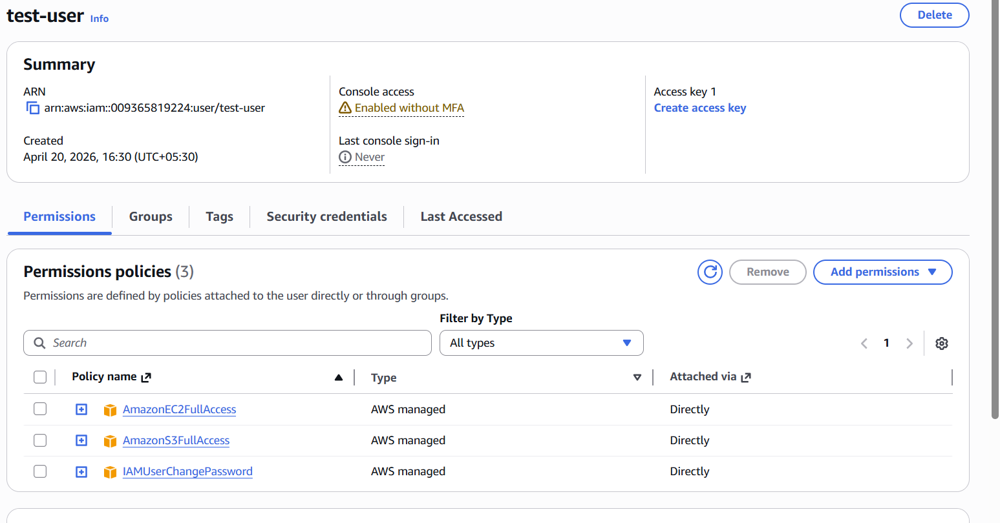 test-user Info
Delete
Summary
ARN
arn:aws:iam::009365819224:user/test-user
Created
April 20, 2026, 16:30 (UTC+05:30)
Console access
Enabled without MFA
Last console sign-in
Never
Access key 1
Create access key
Permissions
Groups
Tags
Security credentials
Last Accessed
Permissions policies (3)
Remove
Add permissions
Permissions are defined by policies attached to the user directly or through groups.
Filter by Type
Search
All types
1
Policy name
Type
Attached via
AmazonEC2FullAccess
AWS managed
Directly
AmazonS3FullAccess
AWS managed
Directly
IAMUserChangePassword
AWS managed
Directly